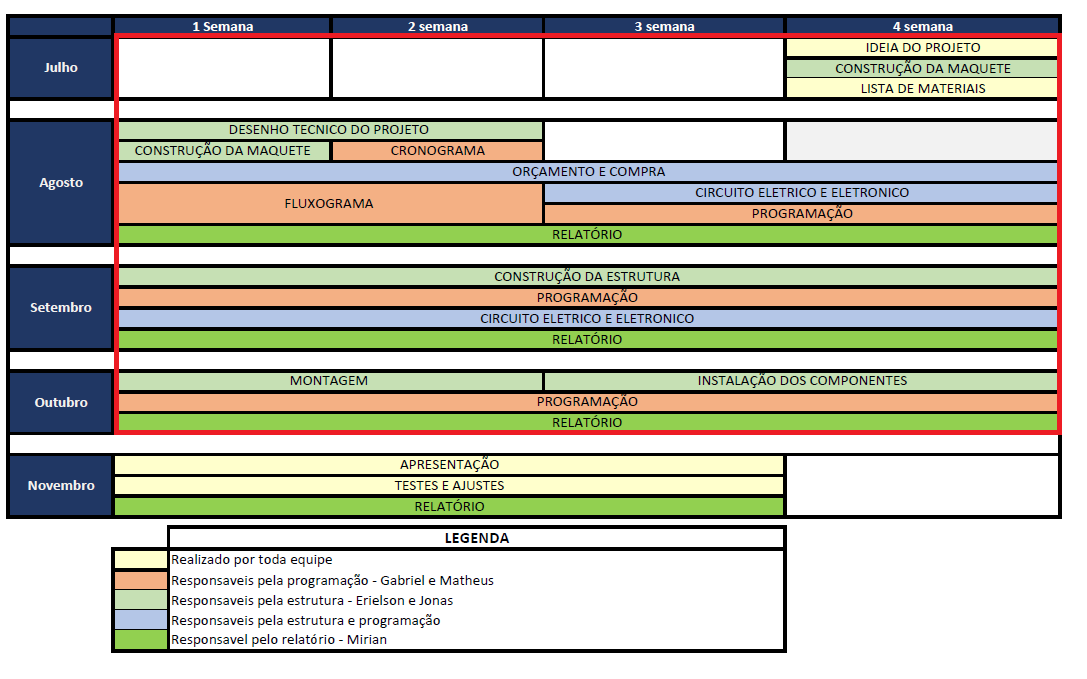 1 Semana 2 semana 3 semana 4 semana
Julho
IDEIA DO PROJETO
CONSTRUÇÃO DA MAQUETE
LISTA DE MATERIAIS
Agosto
DESENHO TECNICO DO PROJETO
CONSTRUÇÃO DA MAQUETE CRONOGRAMA
ORÇAMENTO E COMPRA
FLUXOGRAMA
CIRCUITO ELETRICO E ELETRONICO
PROGRAMAÇÃO
RELATÓRIO
Setembro
CONSTRUÇÃO DA ESTRUTURA
PROGRAMAÇÃO
CIRCUITO ELETRICO E ELETRONICO
RELATÓRIO
Outubro
MONTAGEM INSTALAÇÃO DOS COMPONENTES
PROGRAMAÇÃO
RELATÓRIO
Novembro
APRESENTAÇÃO
TESTES E AJUSTES
RELATÓRIO
LEGENDA
Realizado por toda equipe
Responsaveis pela programação - Gabriel e Matheus
Responsaveis pela estrutura - Erielson e Jonas
Responsaveis pela estrutura e programação
Responsavel pelo relatório - Mirian